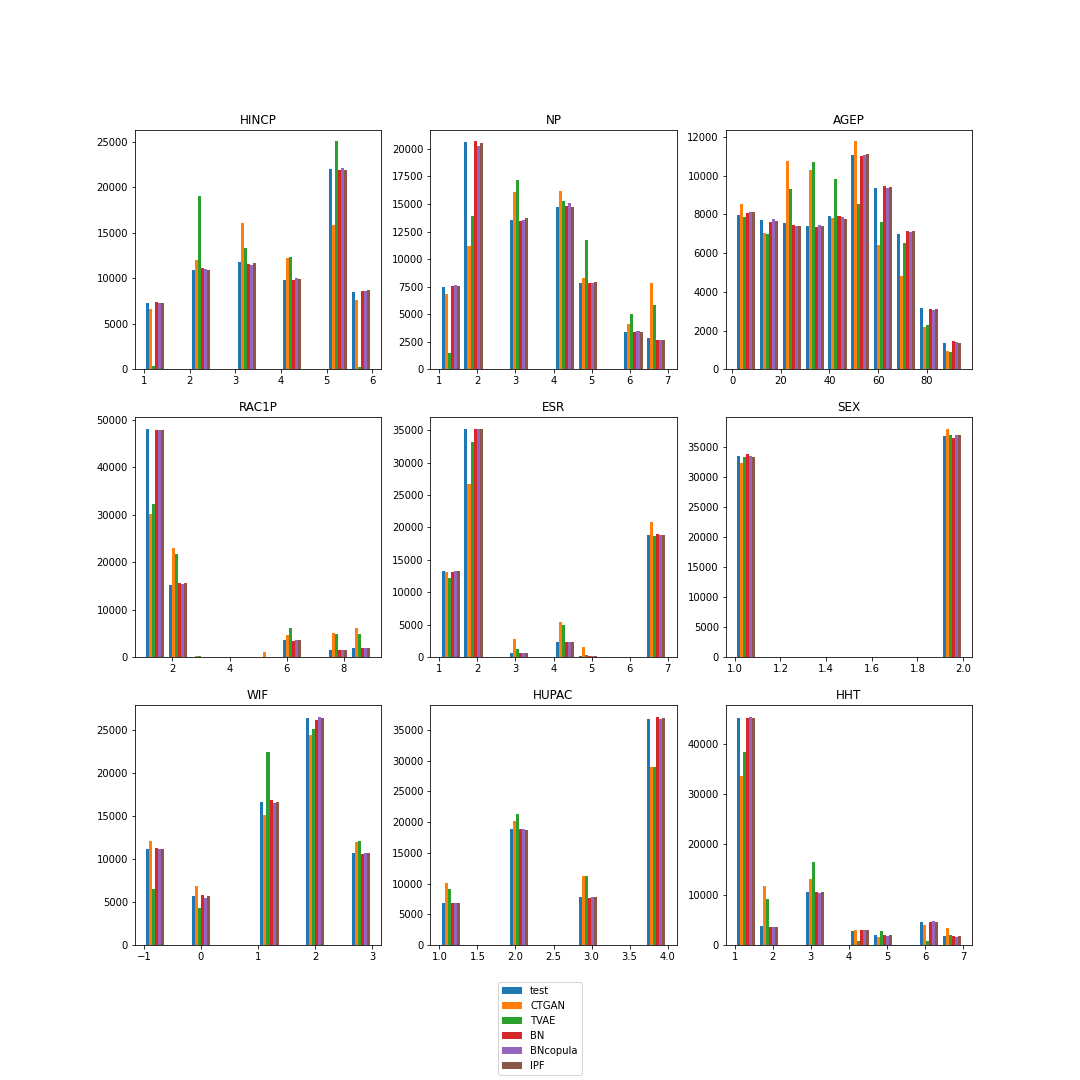 HINCP
NP
AGEP
25000
20000
15000
10000
5000
0
1 2 3 4 5 6
20000
17500
15000
12500
10000
7500
5000
2500
0
1 2 3 4 5 6 7
12000
10000
8000
6000
4000
2000
0
0 20 40 60 80
RAC1P
ESR
SEX
50000
40000
30000
20000
10000
0
2 4 6 8
35000
30000
25000
20000
15000
10000
5000
0
1 2 3 4 5 6 7
35000
30000
25000
20000
15000
10000
5000
0
1.0 1.2 1.4 1.6 1.8 2.0
WIF
HUPAC
HHT
25000
20000
15000
10000
5000
0
−1 0 1 2 3
35000
30000
25000
20000
15000
10000
5000
0
1.0 1.5 2.0 2.5 3.0 3.5 4.0
40000
30000
20000
10000
0
1 2 3 4 5 6 7
test
CTGAN
TVAE
BN
BNcopula
IPF